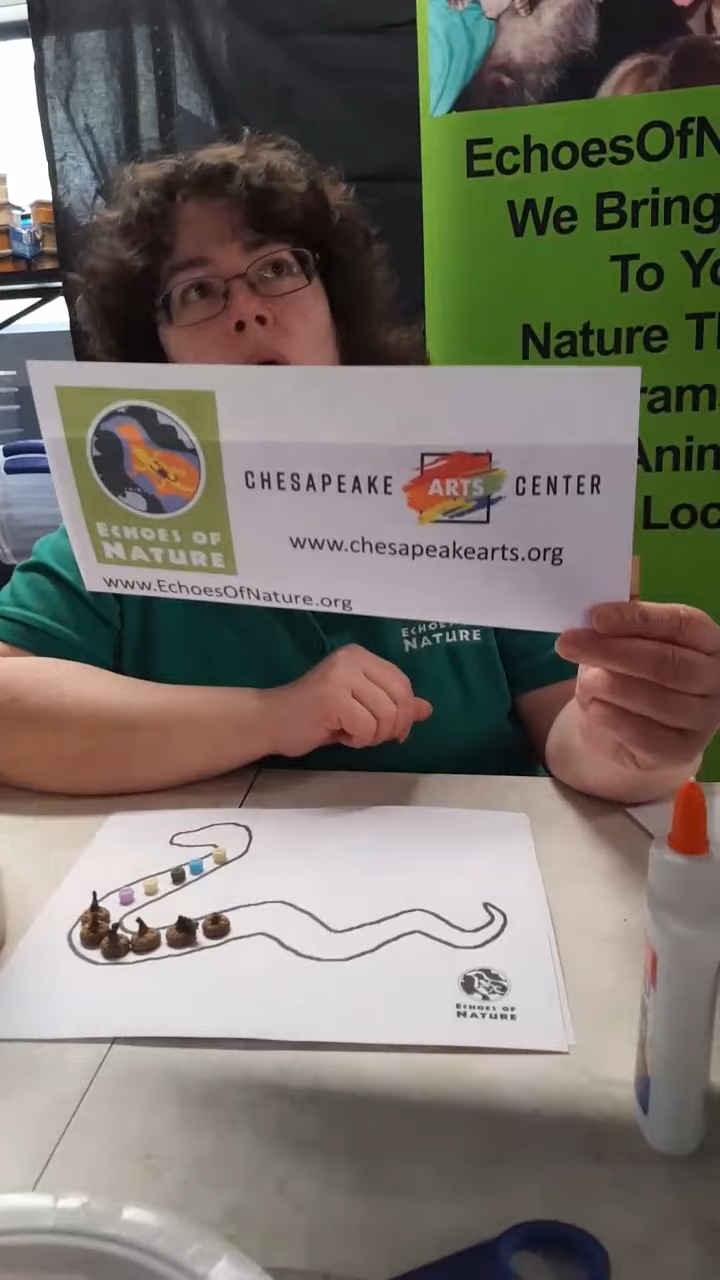 EchoesOfN
We Bring
To Yo
Nature Th
ram
Anim
Loc
ECHOES OF
NATURE
CHESAPEAKE ARTS CENTER
www.chesapeakearts.org
www.EchoesOfNature.org
ECHOES
NATURE
ECHOES OF
NATURE